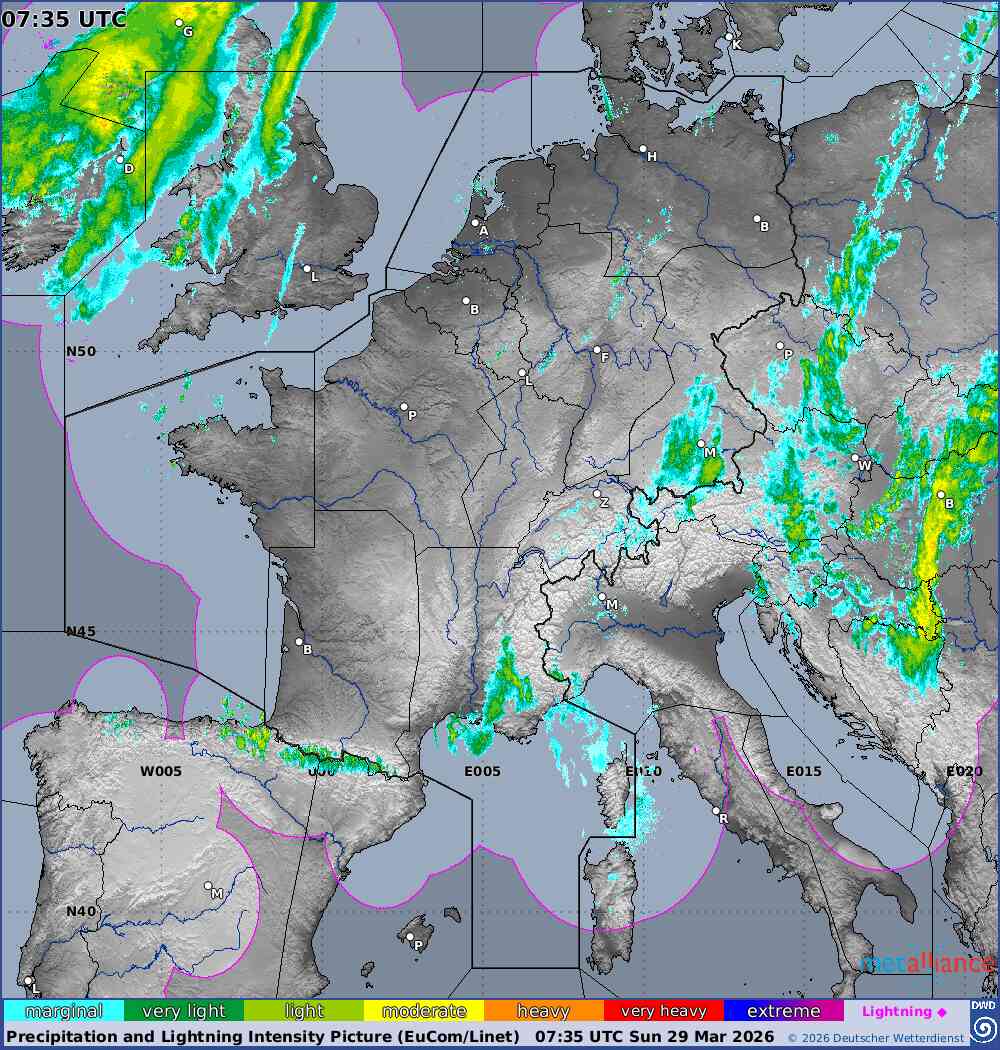 07:35 UTC
G
K
D
H
A
B
L
B
N50
P
F
L
P
M
W
Z
B
M
N45
B
W005
000
E005
E010
E015
E020
R
M
N40
P
L
metalliance
marginal very light light moderate heavy very heavy extreme Lightning ◆
DWD
Precipitation and Lightning Intensity Picture (EuCom/Linet) 07:35 UTC Sun 29 Mar 2026 © 2026 Deutscher Wetterdienst